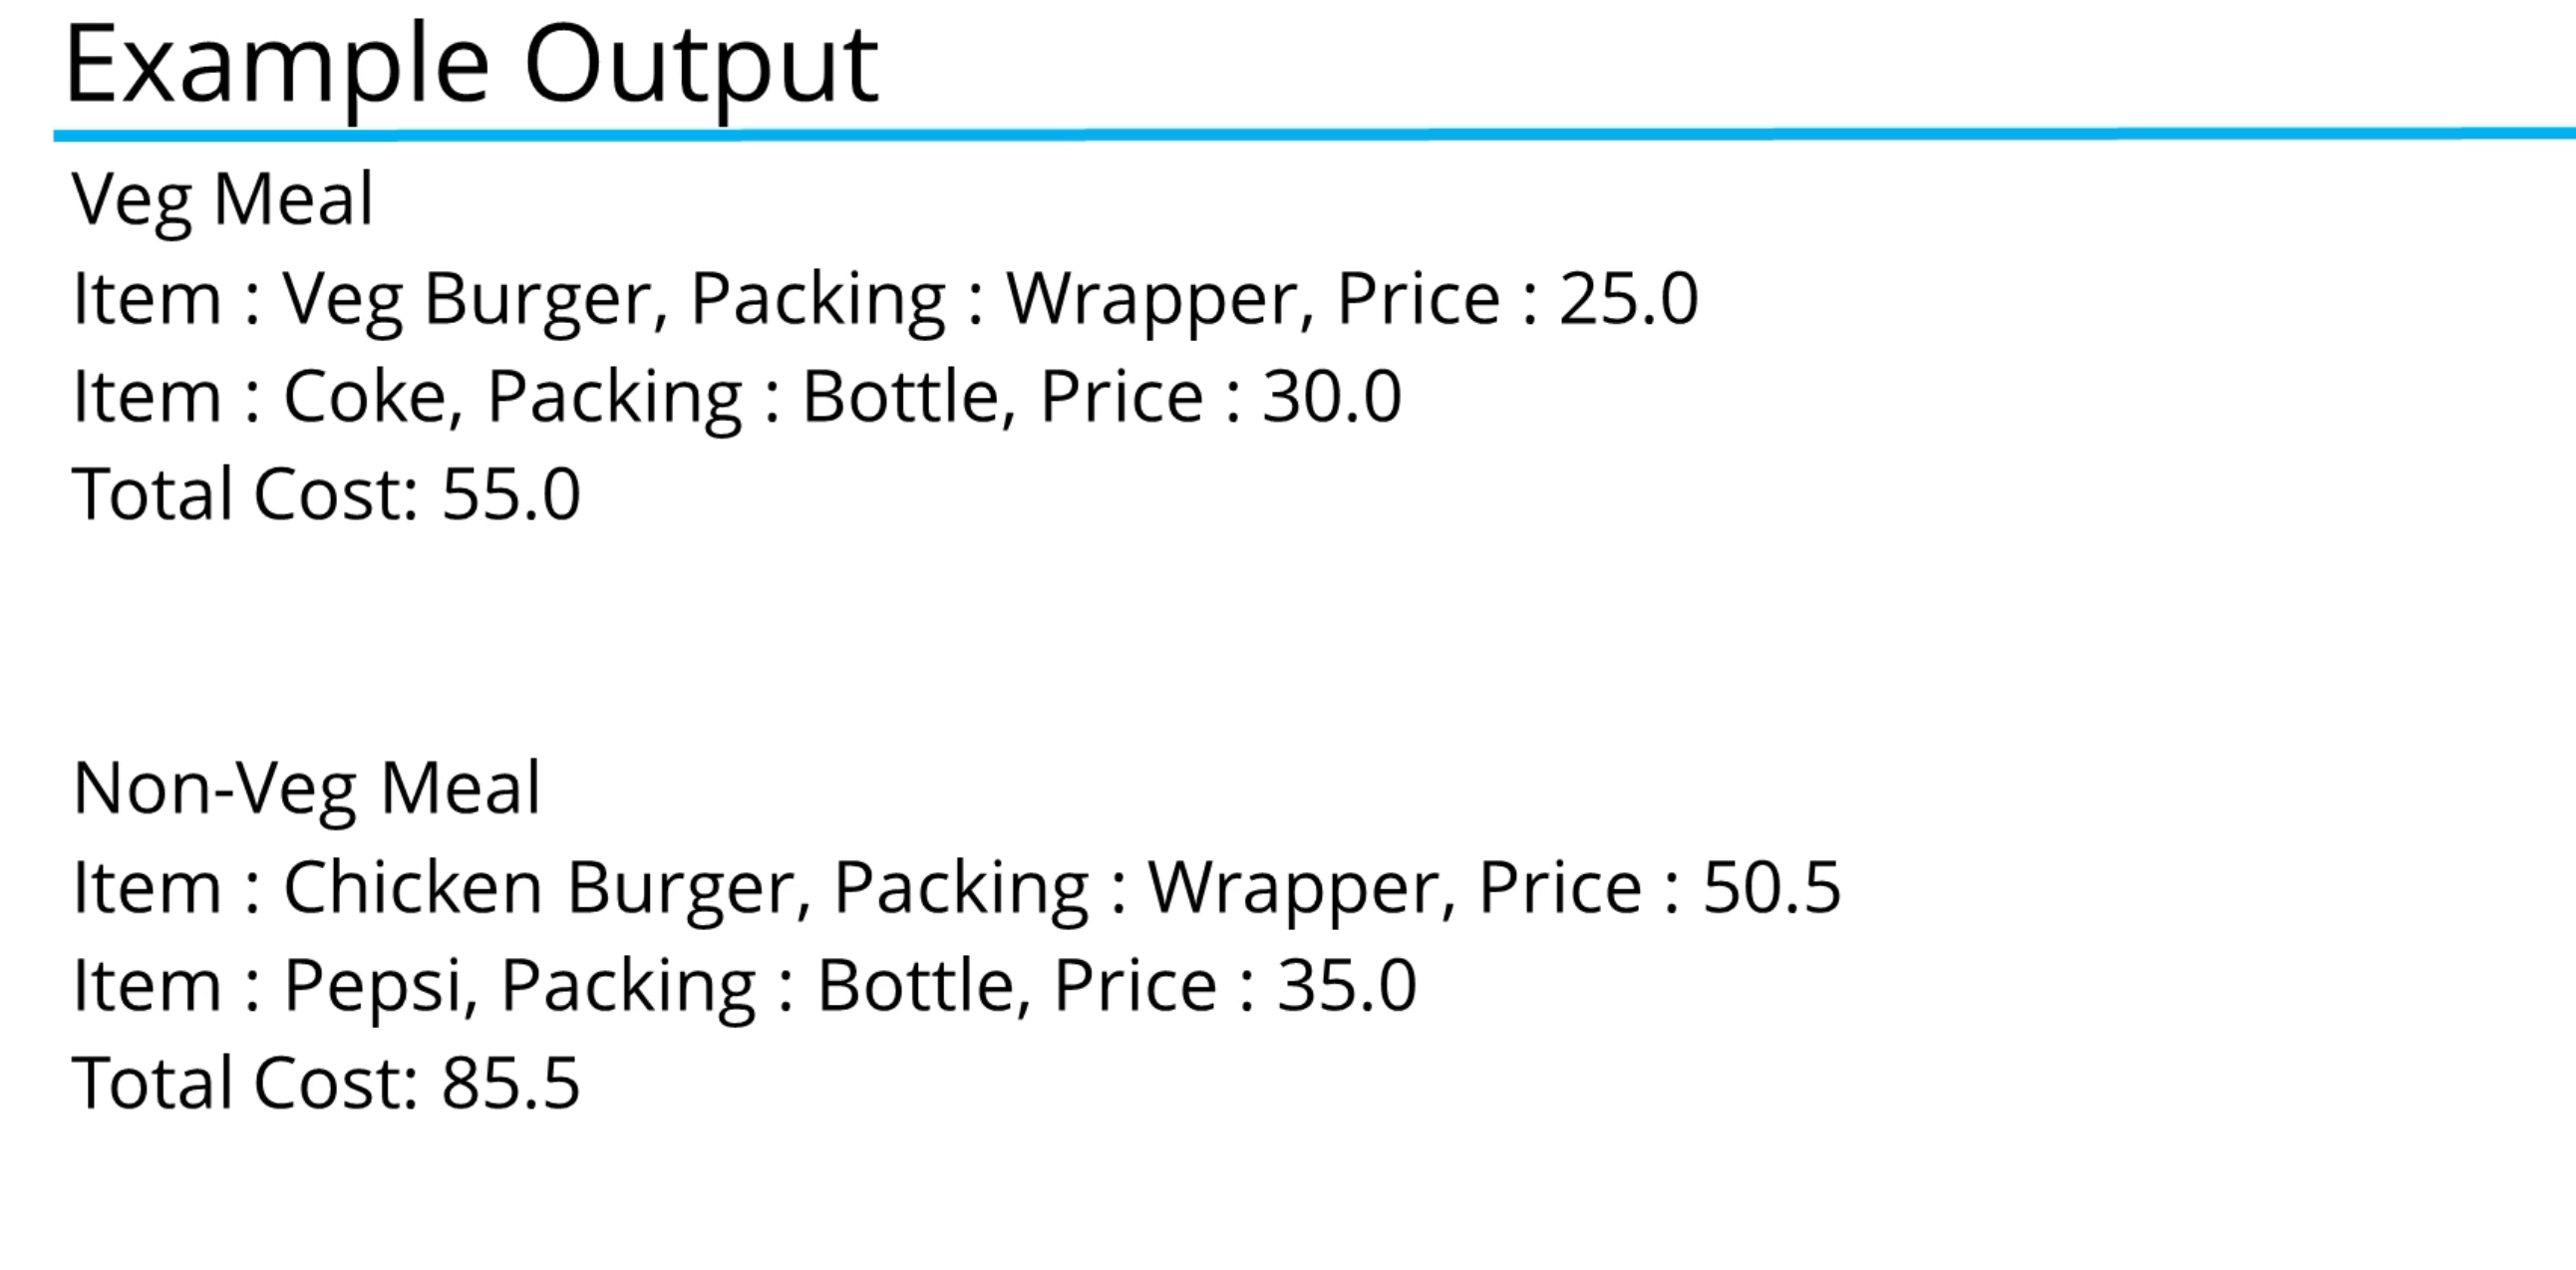 Example Output
Veg Meal
Item : Veg Burger, Packing : Wrapper, Price : 25.0
Item : Coke, Packing : Bottle, Price : 30.0
Total Cost: 55.0
Non-Veg Meal
Item : Chicken Burger, Packing : Wrapper, Price : 50.5
Item : Pepsi, Packing : Bottle, Price : 35.0
Total Cost: 85.5